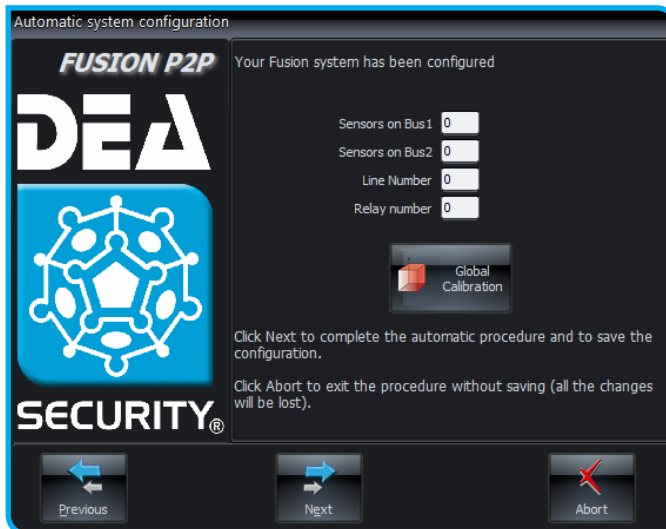 Automatic system configuration
FUSION P2P
DEA
SECURITY®
Your Fusion system has been configured
Sensors on Bus1 0
Sensors on Bus2 0
Line Number 0
Relay number 0
Global
Calibration
Click Next to complete the automatic procedure and to save the
configuration.
Click Abort to exit the procedure without saving (all the changes
will be lost).
Previous
Next
Abort